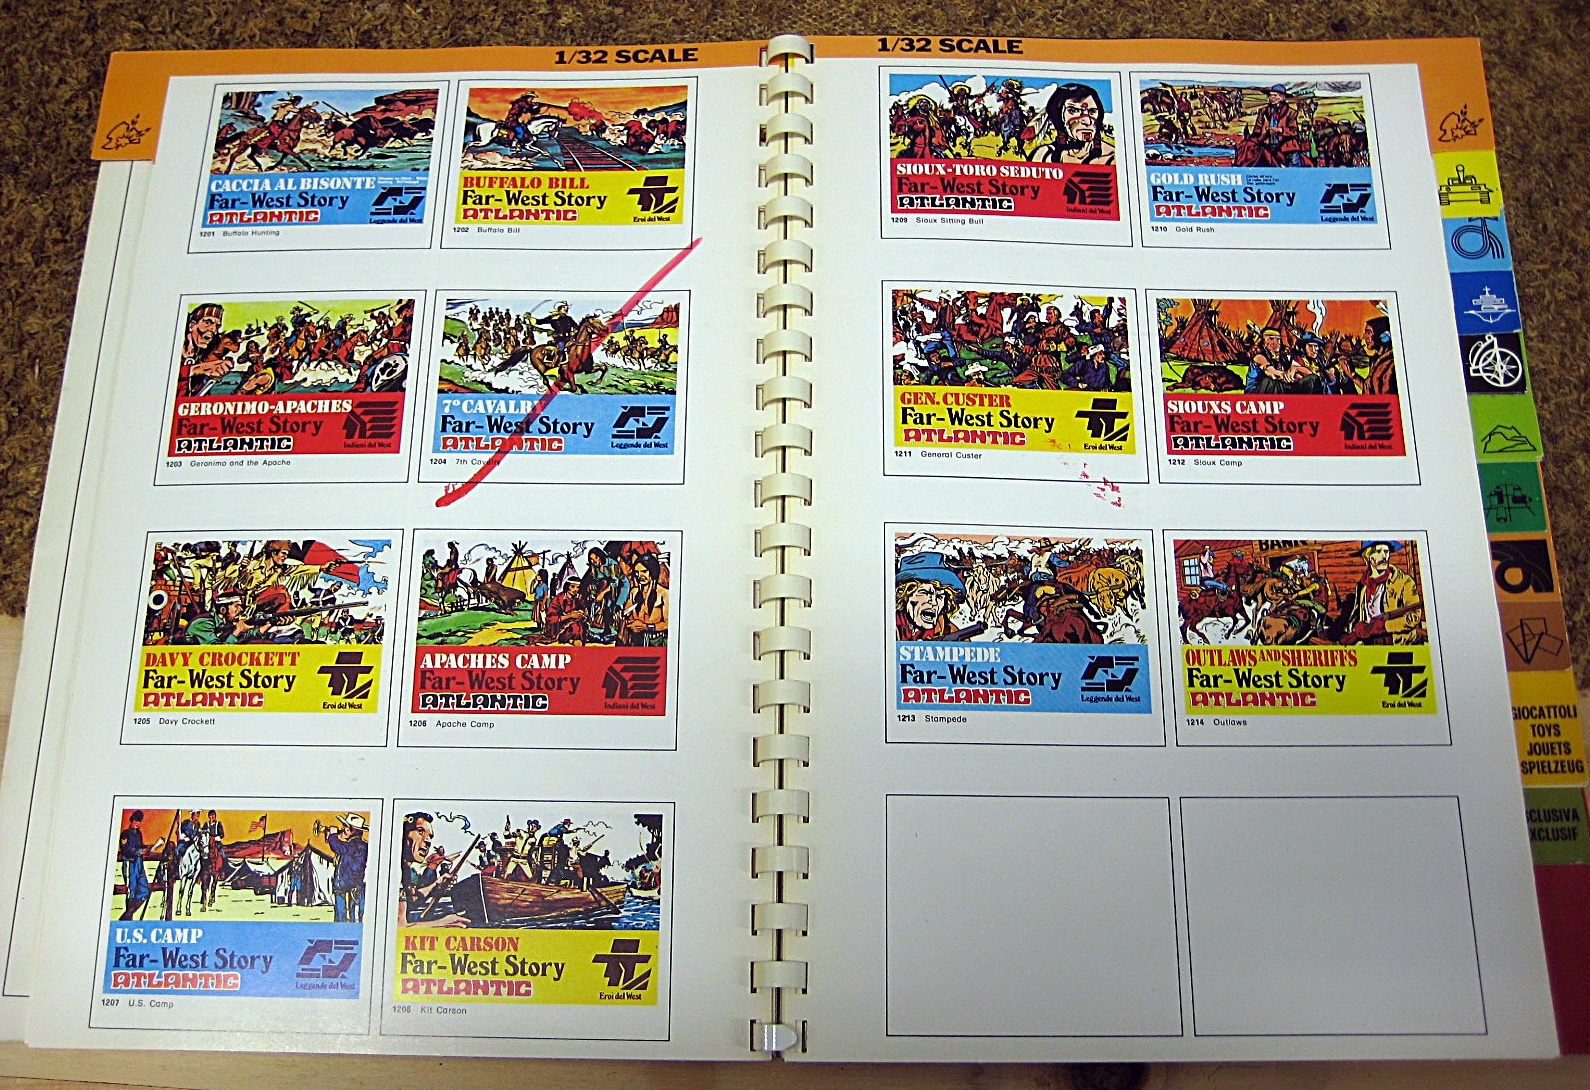 1/32 SCALE
CACCIA AL BISONTE
Far-West Story
ATLANTIC
Leggende del West
1201 Buffalo Hunting
BUFFALO BILL
Far-West Story
ATLANTIC
Eroi del West
1202 Buffalo Bill
GERONIMO-APACHES
Far-West Story
ATLANTIC
Indiani del West
1203 Geronimo and the Apache
7° CAVALRY
Far-West Story
ATLANTIC
Leggende del West
1204 7th Cavalry
DAVY CROCKETT
Far-West Story
ATLANTIC
Eroi del West
1205 Davy Crockett
APACHES CAMP
Far-West Story
ATLANTIC
Indiani del West
1206 Apache Camp
U.S. CAMP
Far-West Story
ATLANTIC
Leggende del West
1207 U.S. Camp
KIT CARSON
Far-West Story
ATLANTIC
Eroi del West
1208 Kit Carson
1/32 SCALE
SIOUX-TORO SEDUTO
Far-West Story
ATLANTIC
Indiani del West
1209 Sioux Sitting Bull
GOLD RUSH
Far-West Story
ATLANTIC
Leggende del West
1210 Gold Rush
GEN. CUSTER
Far-West Story
ATLANTIC
Eroi del West
1211 General Custer
SIOUXS CAMP
Far-West Story
ATLANTIC
Indiani del West
1212 Sioux Camp
STAMPEDE
Far-West Story
ATLANTIC
Leggende del West
1213 Stampede
BANK
OUTLAWS AND SHERIFFS
Far-West Story
ATLANTIC
Eroi del West
1214 Outlaws
GIOCATTOLI
TOYS
JOUETS
SPIELZEUG
CLUSIVA
XCLUSIF